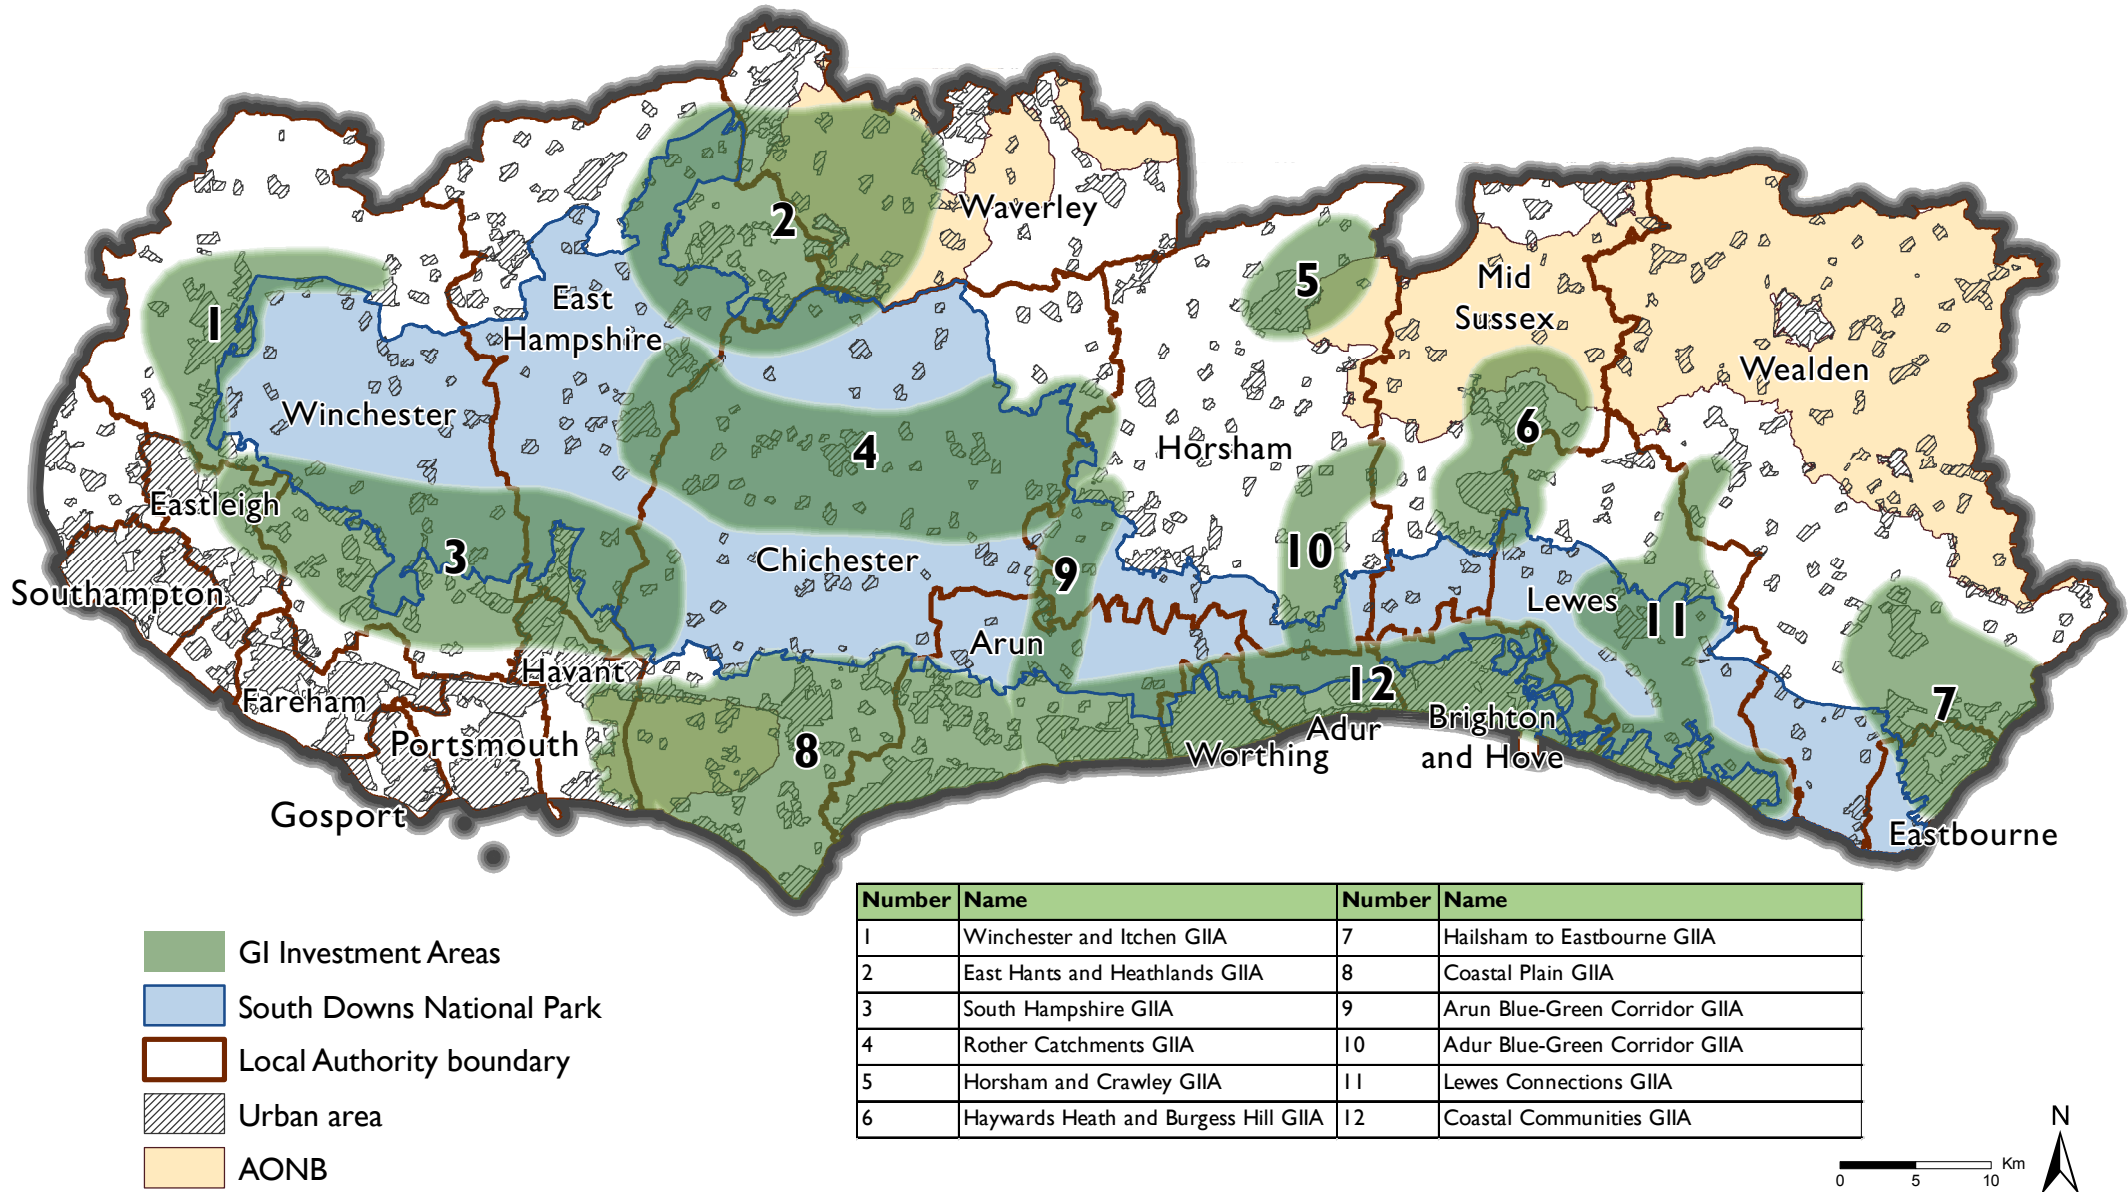 2
Waverley
5
Mid
Sussex
1
East
Hampshire
Wealden
Winchester
4
6
Horsham
Eastleigh
3
Chichester
9
10
Southampton
Lewes
11
Arun
Havant
12
Fareham
7
Portsmouth
8
Adur
Brighton
and Hove
Worthing
Gosport
Eastbourne
Number Name Number Name
1 Winchester and Itchen GIIA 7 Hailsham to Eastbourne GIIA
2 East Hants and Heathlands GIIA 8 Coastal Plain GIIA
3 South Hampshire GIIA 9 Arun Blue-Green Corridor GIIA
4 Rother Catchments GIIA 10 Adur Blue-Green Corridor GIIA
5 Horsham and Crawley GIIA 11 Lewes Connections GIIA
6 Haywards Heath and Burgess Hill GIIA 12 Coastal Communities GIIA
GI Investment Areas
South Downs National Park
Local Authority boundary
Urban area
AONB
N
Km
0 5 10